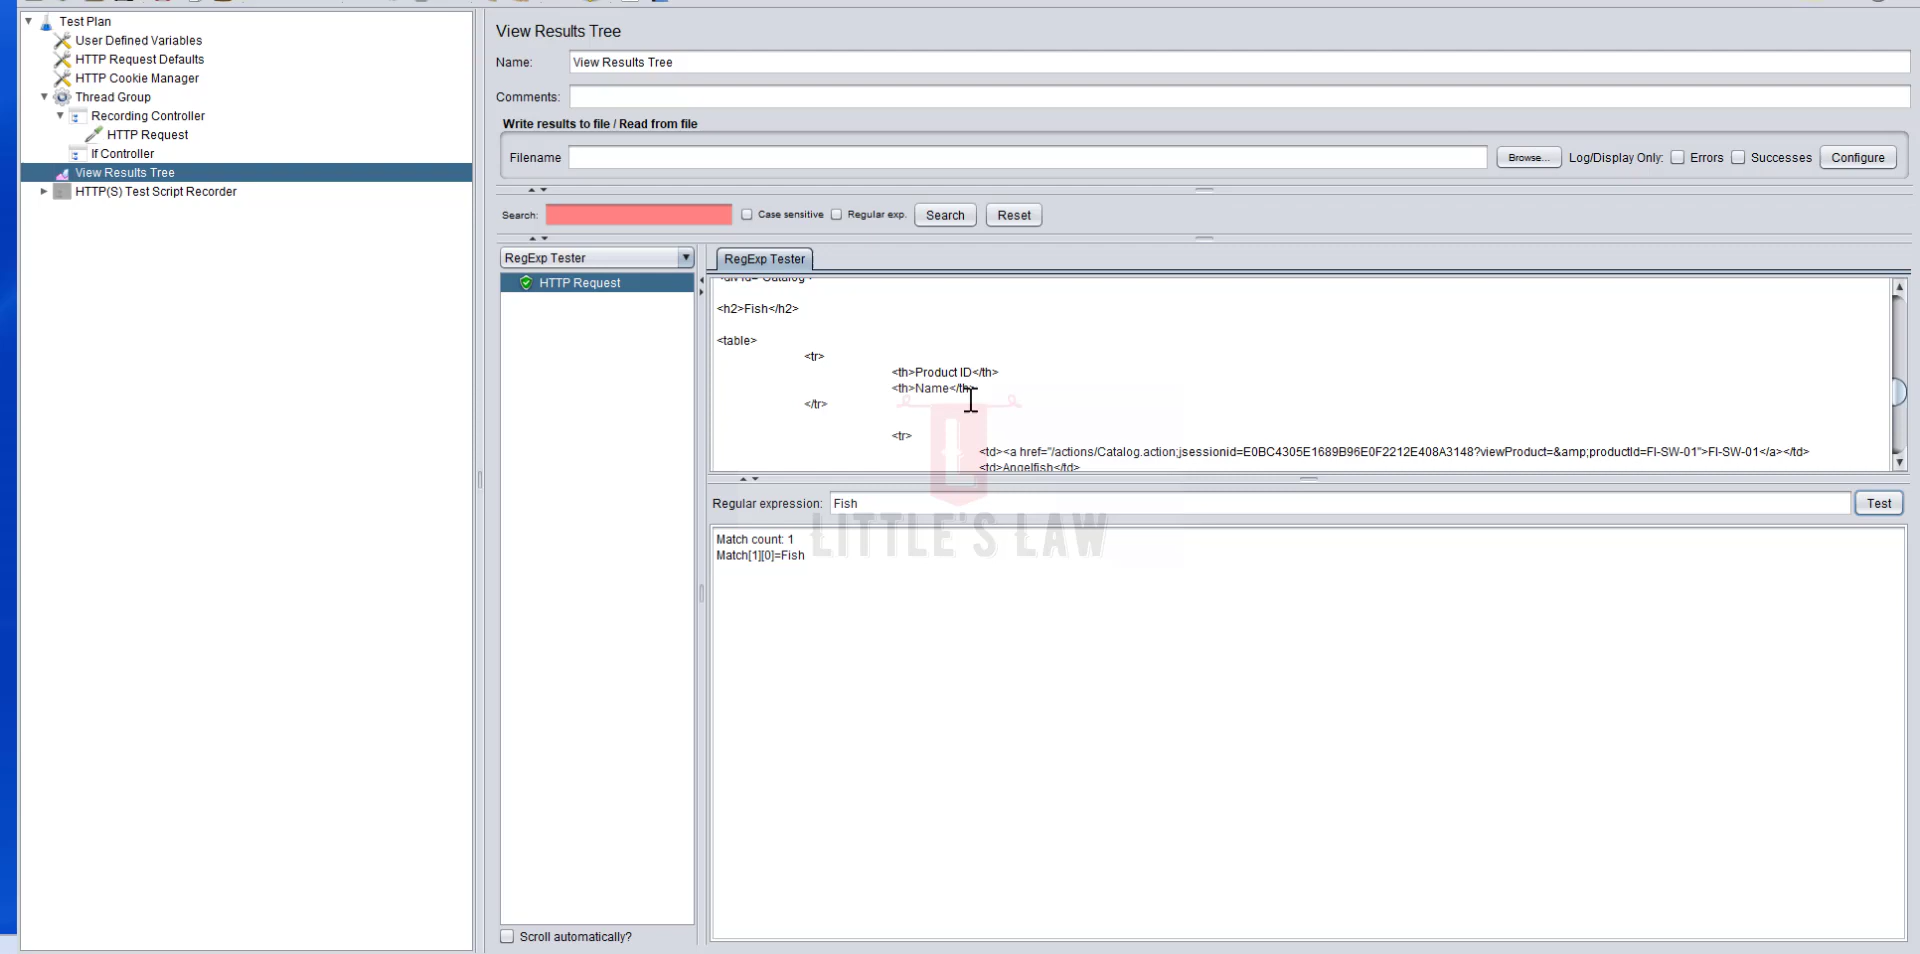 Test Plan
User Defined Variables
HTTP Request Defaults
HTTP Cookie Manager
Thread Group
Recording Controller
HTTP Request
If Controller
View Results Tree
HTTP(S) Test Script Recorder
View Results Tree
Name: View Results Tree
Comments:
Write results to file / Read from file
Filename Browse... Log/Display Only: Errors Successes Configure
Search: Case sensitive Regular exp. Search Reset
RegExp Tester
HTTP Request
RegExp Tester
<div id="Catalog">
<h2>Fish</h2>
<table>
<tr>
<th>Product ID</th>
<th>Name</th>
</tr>
<tr>
<td><a href="/actions/Catalog.action;jsessionid=E0BC4305E1689B96E0F2212E408A3148?viewProduct=&amp;productId=FI-SW-01">FI-SW-01</a></td>
<td>Angelfish</td>
Regular expression: Fish Test
LITTLE'S LAW
Match count: 1
Match[1][0]=Fish
Scroll automatically?